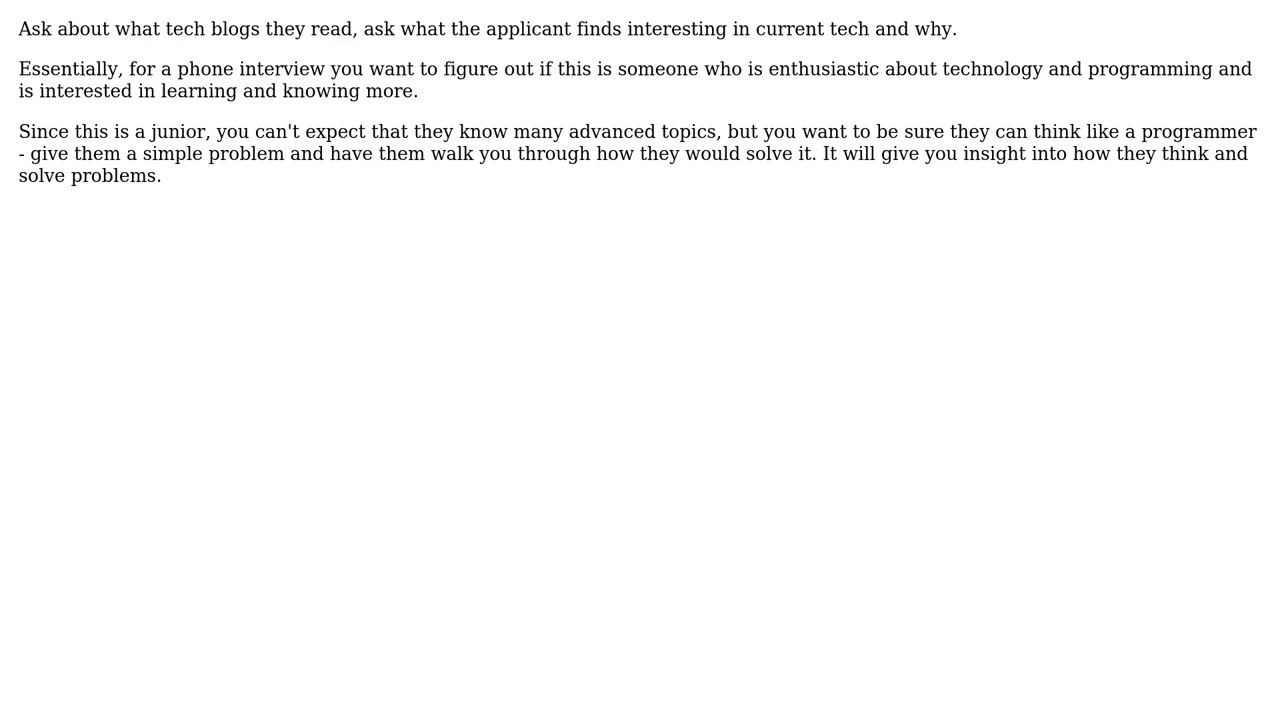 Ask about what tech blogs they read, ask what the applicant finds interesting in current tech and why.
Essentially, for a phone interview you want to figure out if this is someone who is enthusiastic about technology and programming and
is interested in learning and knowing more.
Since this is a junior, you can't expect that they know many advanced topics, but you want to be sure they can think like a programmer
- give them a simple problem and have them walk you through how they would solve it. It will give you insight into how they think and
solve problems.